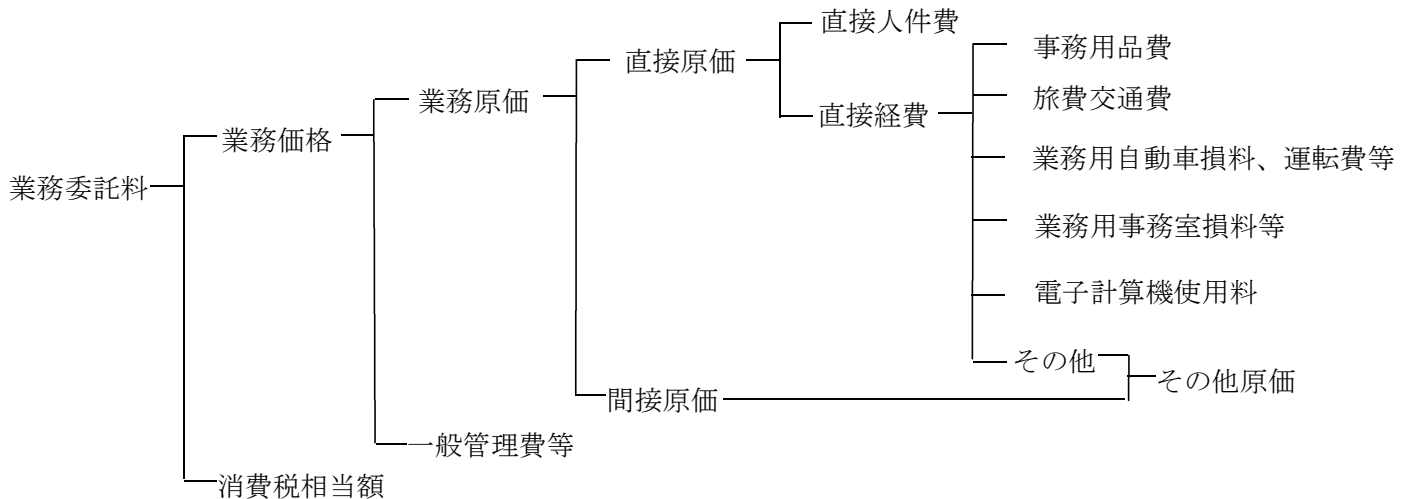 直接人件費
事務用品費
直接原価
業務原価
旅費交通費
直接経費
業務価格
業務用自動車損料、運転費等
業務委託料
業務用事務室損料等
電子計算機使用料
その他
その他原価
間接原価
一般管理費等
消費税相当額